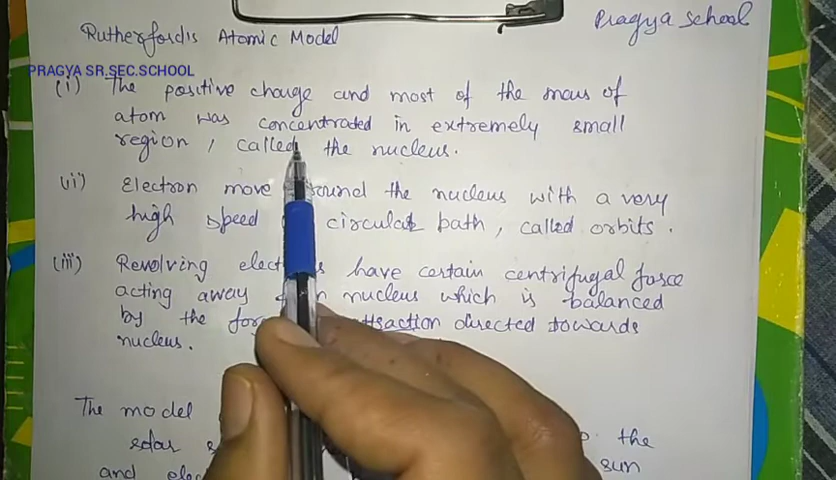 Pragya School
Rutherford's Atomic Model
PRAGYA SR.SEC.SCHOOL
(i) The positive charge and most of the mass of
atom was concentrated in extremely small
region, called the nucleus.
(ii) Electron move the nucleus with a very
high speed circular path, called orbits.
(iii) Revolving have certain centrifugal force
acting away nucleus which is balanced
by the attraction directed towards
nucleus.
The model the
solar sun
and